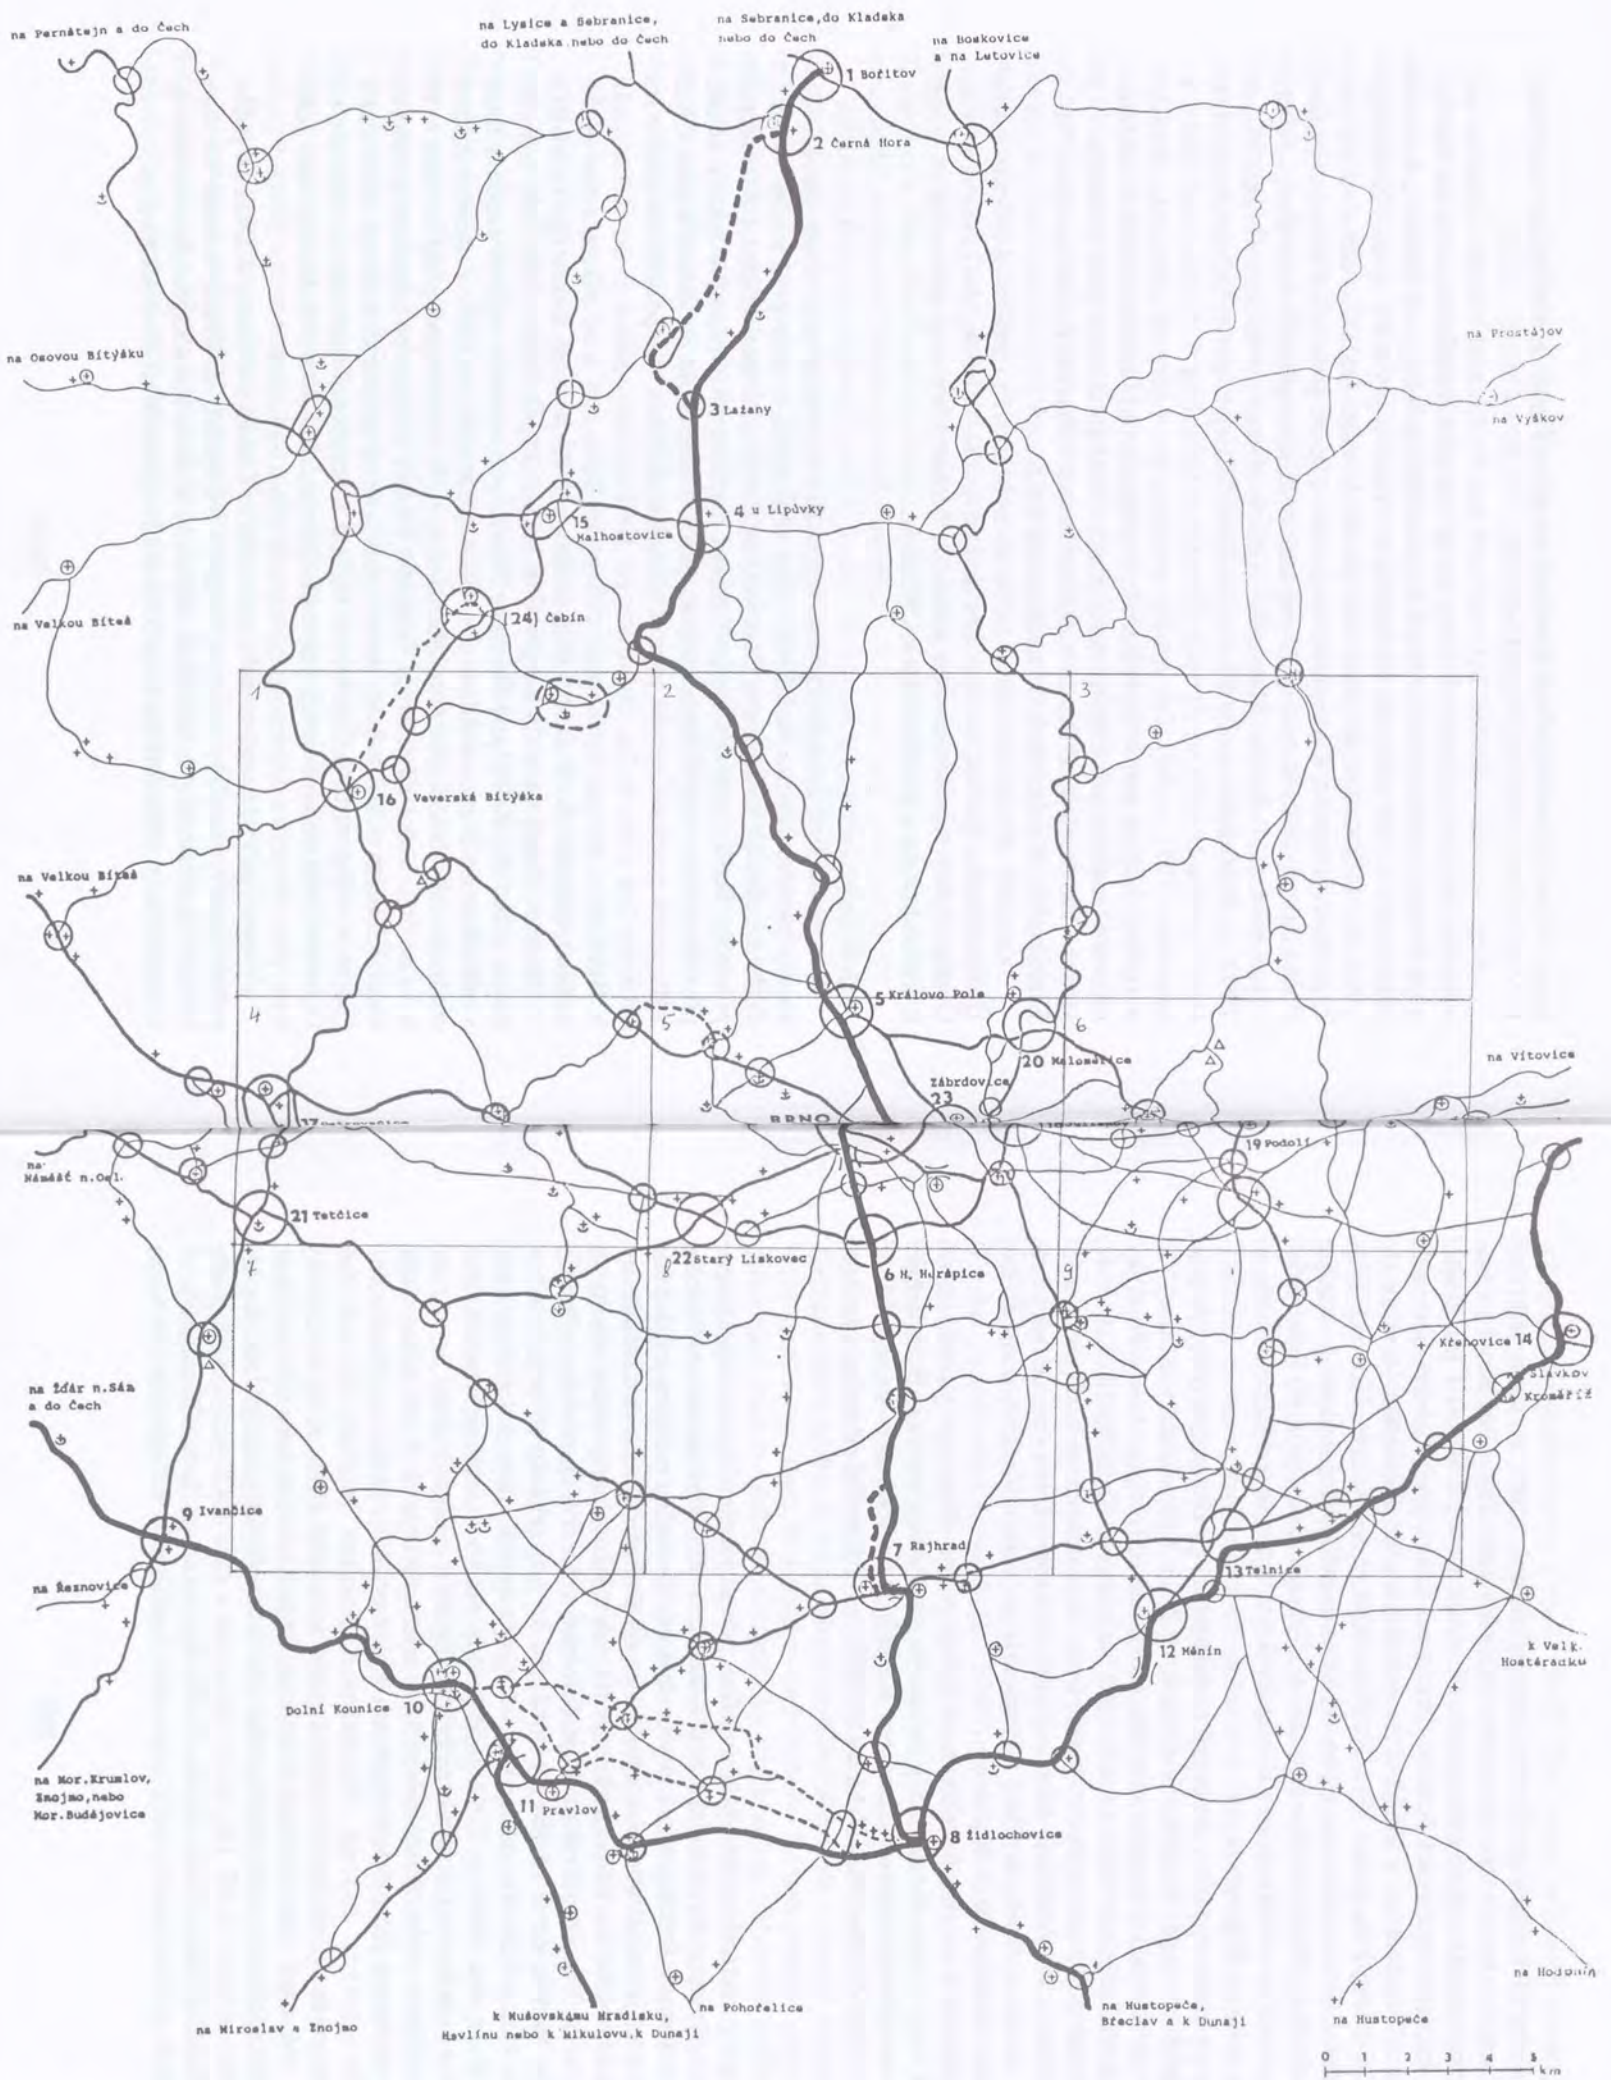 na Pernštejn a do Čech
na Lysice a Sebranice,
do Kladska nebo do Čech
na Sebranice, do Kladska
nebo do Čech
na Boskovice
a na Letovice
1 Bořitov
2 Černá Hora
na Prostějov
na Osovou Bítýšku
3 Lažany
na Vyškov
4 u Lipůvky
15
Malhostovice
na Velkou Bíteš
(24) Čebín
1
2
3
16 Veverská Bítýška
na Velkou Bíteš
5 Královo Pole
4
5
6
20 Maloměřice
na Vítovice
Zábrdovice
23
BRNO
17
19 Podolí
na
Náměšť n.Osl.
21 Tetčice
22 Starý Lískovec
7
8
9
6 H. Heršpice
Křenovice 14
na Slavkov
na Kroměříž
na Žďár n.Sáz
a do Čech
9 Ivančice
7 Rajhrad
na Řeznovice
13 Telnice
12 Měnín
k Velk.
Hostěrádku
Dolní Kounice 10
na Mor.Krumlov,
Znojmo, nebo
Mor.Budějovice
11 Pravlov
8 Židlochovice
na Hodonín
na Miroslav a Znojmo
k Mušovskému Hradisku,
Havlínu nebo k Mikulovu, k Dunaji
na Pohořelice
na Hustopeče,
Břeclav a k Dunaji
na Hustopeče
0 1 2 3 4 5
km